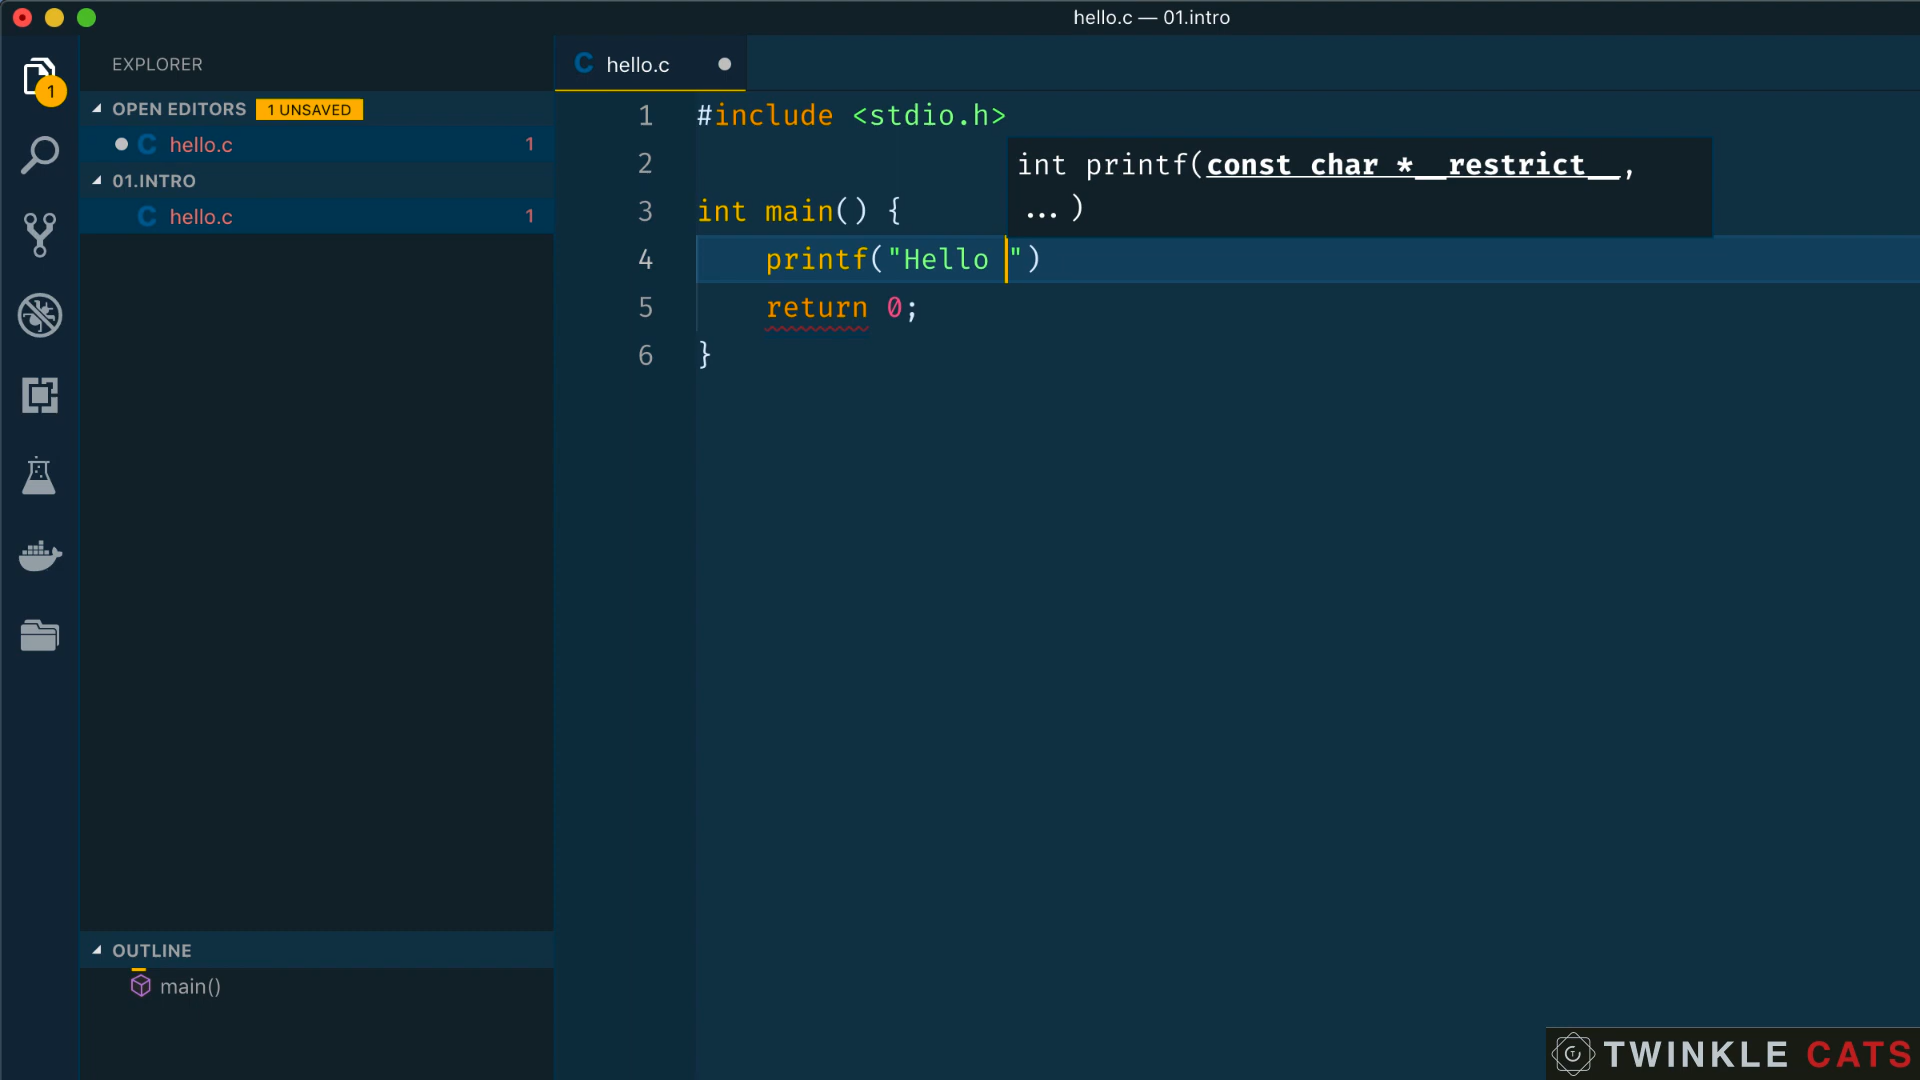 hello.c — 01.intro
1
EXPLORER
OPEN EDITORS 1 UNSAVED
hello.c 1
01.INTRO
hello.c 1
OUTLINE
main()
C hello.c
1 #include <stdio.h>
2
3 int main() {
4     printf("Hello ")
5     return 0;
6 }
int printf(const char *__restrict__,
...)
TWINKLE CATS